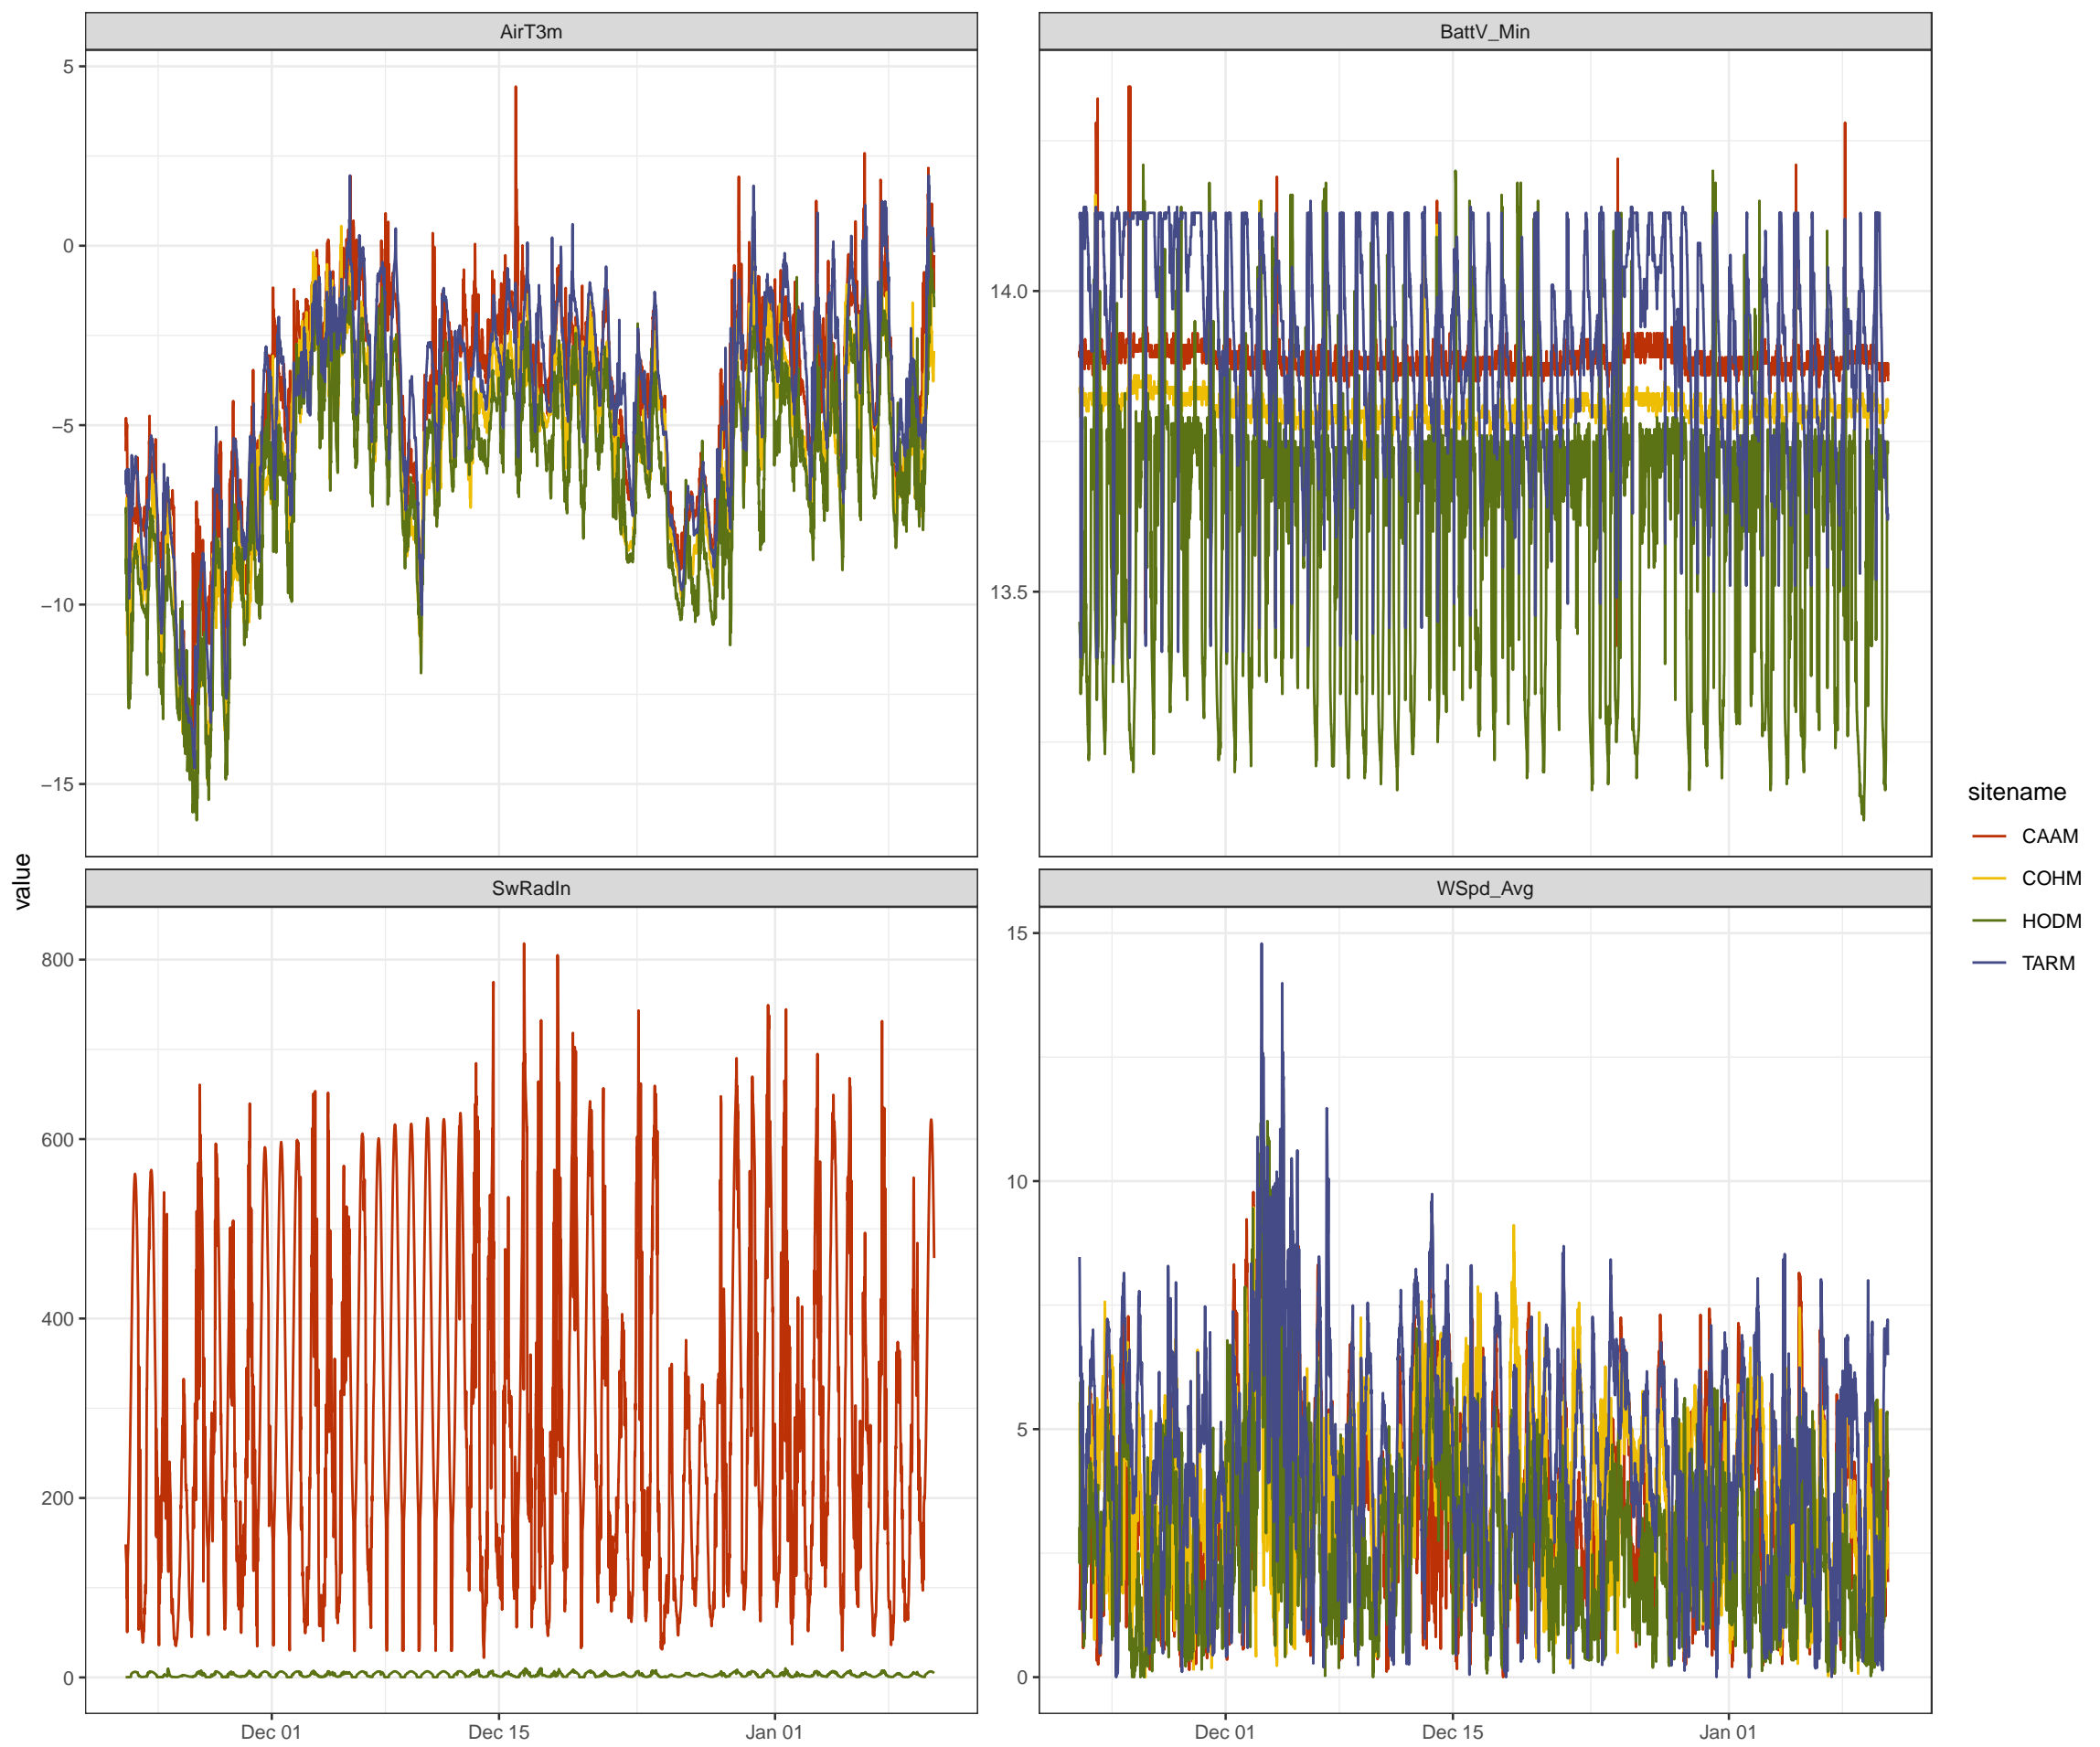 AirT3m
BattV_Min
5
0
−5
−10
−15
14.0
13.5
value
SwRadIn
WSpd_Avg
800
600
400
200
0
15
10
5
0
Dec 01
Dec 15
Jan 01
Dec 01
Dec 15
Jan 01
sitename
CAAM
COHM
HODM
TARM